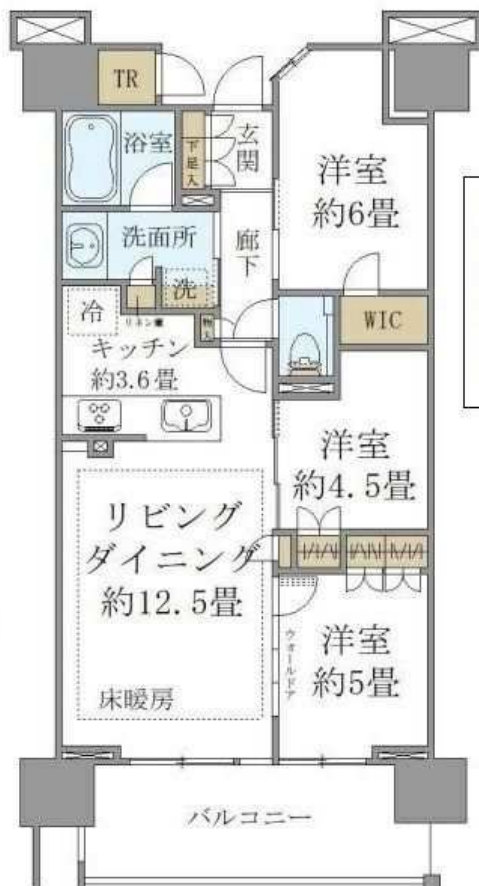 TR
浴室
下足入
玄関
洋室
約6畳
洗面所
廊下
洗
冷
リネン庫
物入
WIC
キッチン
約3.6畳
洋室
約4.5畳
リビング
ダイニング
約12.5畳
ウォールドア
洋室
約5畳
床暖房
バルコニー